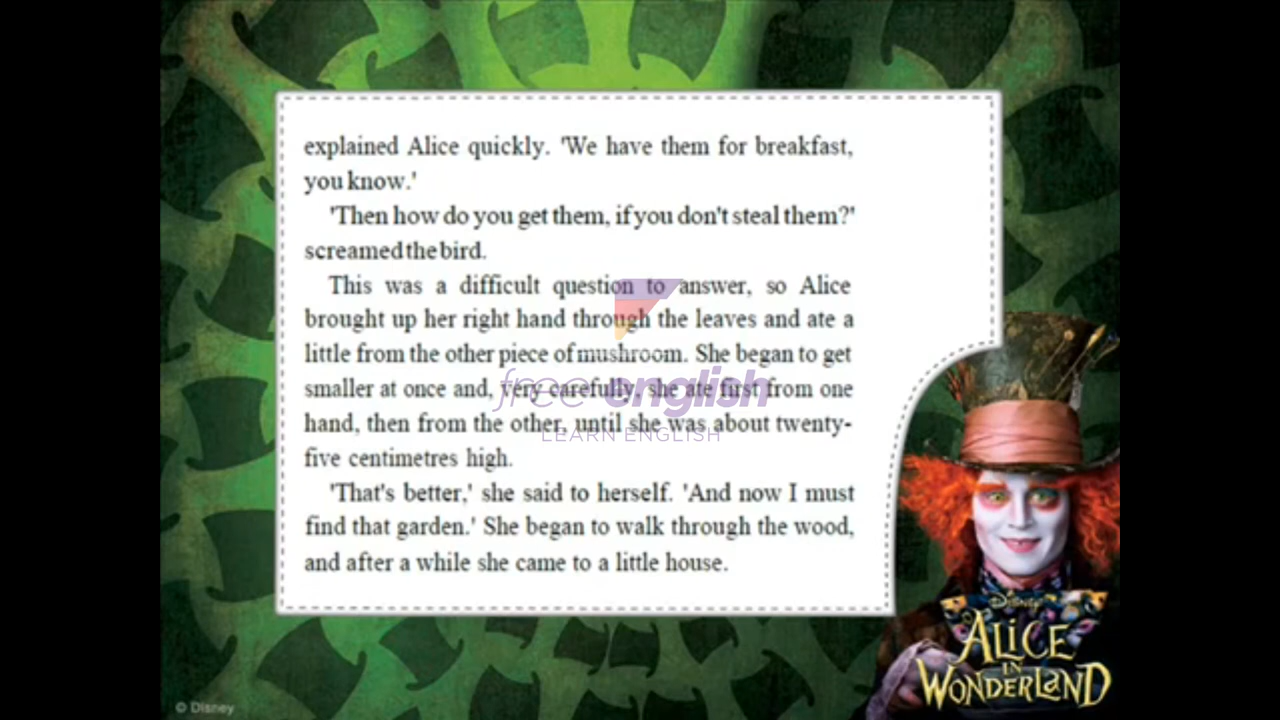 explained Alice quickly. 'We have them for breakfast,
you know.'
'Then how do you get them, if you don't steal them?'
screamed the bird.
This was a difficult question to answer, so Alice
brought up her right hand through the leaves and ate a
little from the other piece of mushroom. She began to get
smaller at once and, very carefully, she ate first from one
hand, then from the other, until she was about twenty-
five centimetres high.
'That's better,' she said to herself. 'And now I must
find that garden.' She began to walk through the wood,
and after a while she came to a little house.
free english
LEARN ENGLISH
DISNEY
ALICE
IN
WONDERLAND
© Disney